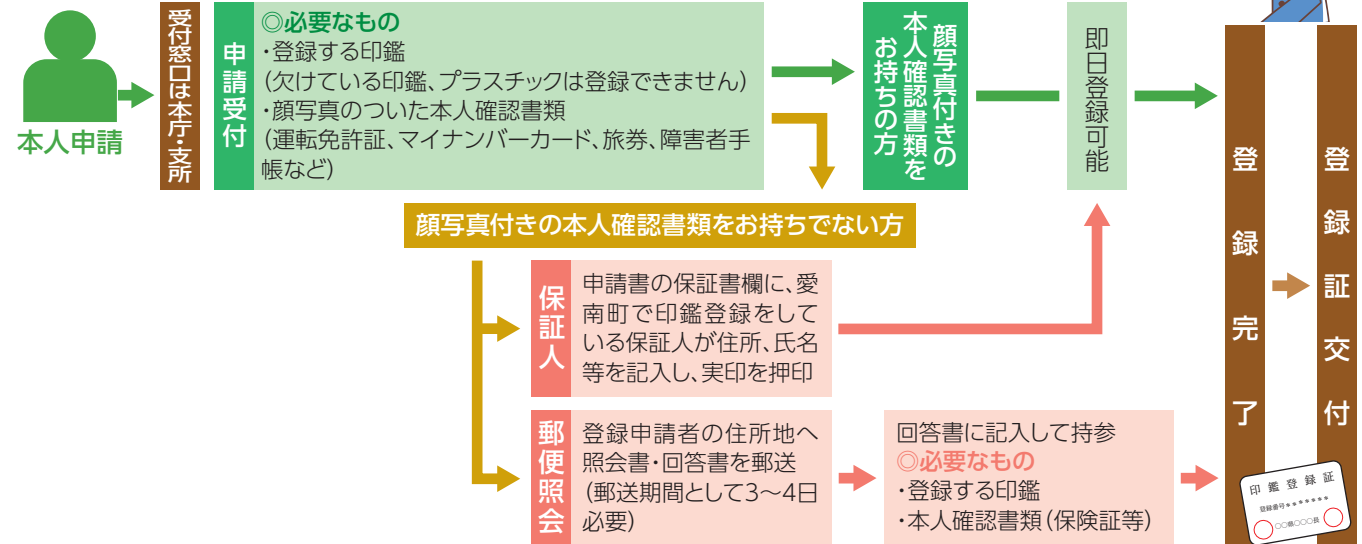 本人申請
受付窓口は本庁・支所
申請受付
◎必要なもの
・登録する印鑑
(欠けている印鑑、プラスチックは登録できません)
・顔写真のついた本人確認書類
(運転免許証、マイナンバーカード、旅券、障害者手
帳など)
顔写真付きの
本人確認書類を
お持ちの方
即日登録可能
顔写真付きの本人確認書類をお持ちでない方
保証人
申請書の保証書欄に、愛
南町で印鑑登録をして
いる保証人が住所、氏名
等を記入し、実印を押印
郵便照会
登録申請者の住所地へ
照会書・回答書を郵送
(郵送期間として3～4日
必要)
回答書に記入して持参
◎必要なもの
・登録する印鑑
・本人確認書類(保険証等)
登録完了
登録証交付
印鑑登録証
登録番号*******
○○県○○○長